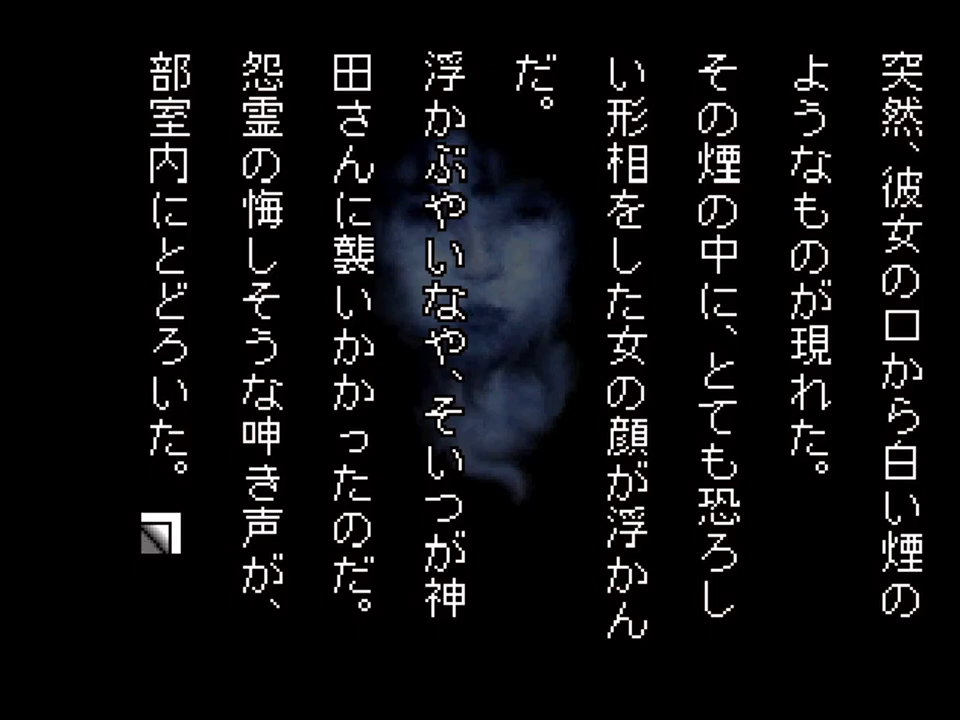 突然、彼女の口から白い煙の
ようなものが現れた。
その煙の中に、とても恐ろし
い形相をした女の顔が浮かん
だ。
浮かぶやいなや、そいつが神
田さんに襲いかかったのだ。
怨霊の悔しそうな呻き声が、
部室内にとどろいた。